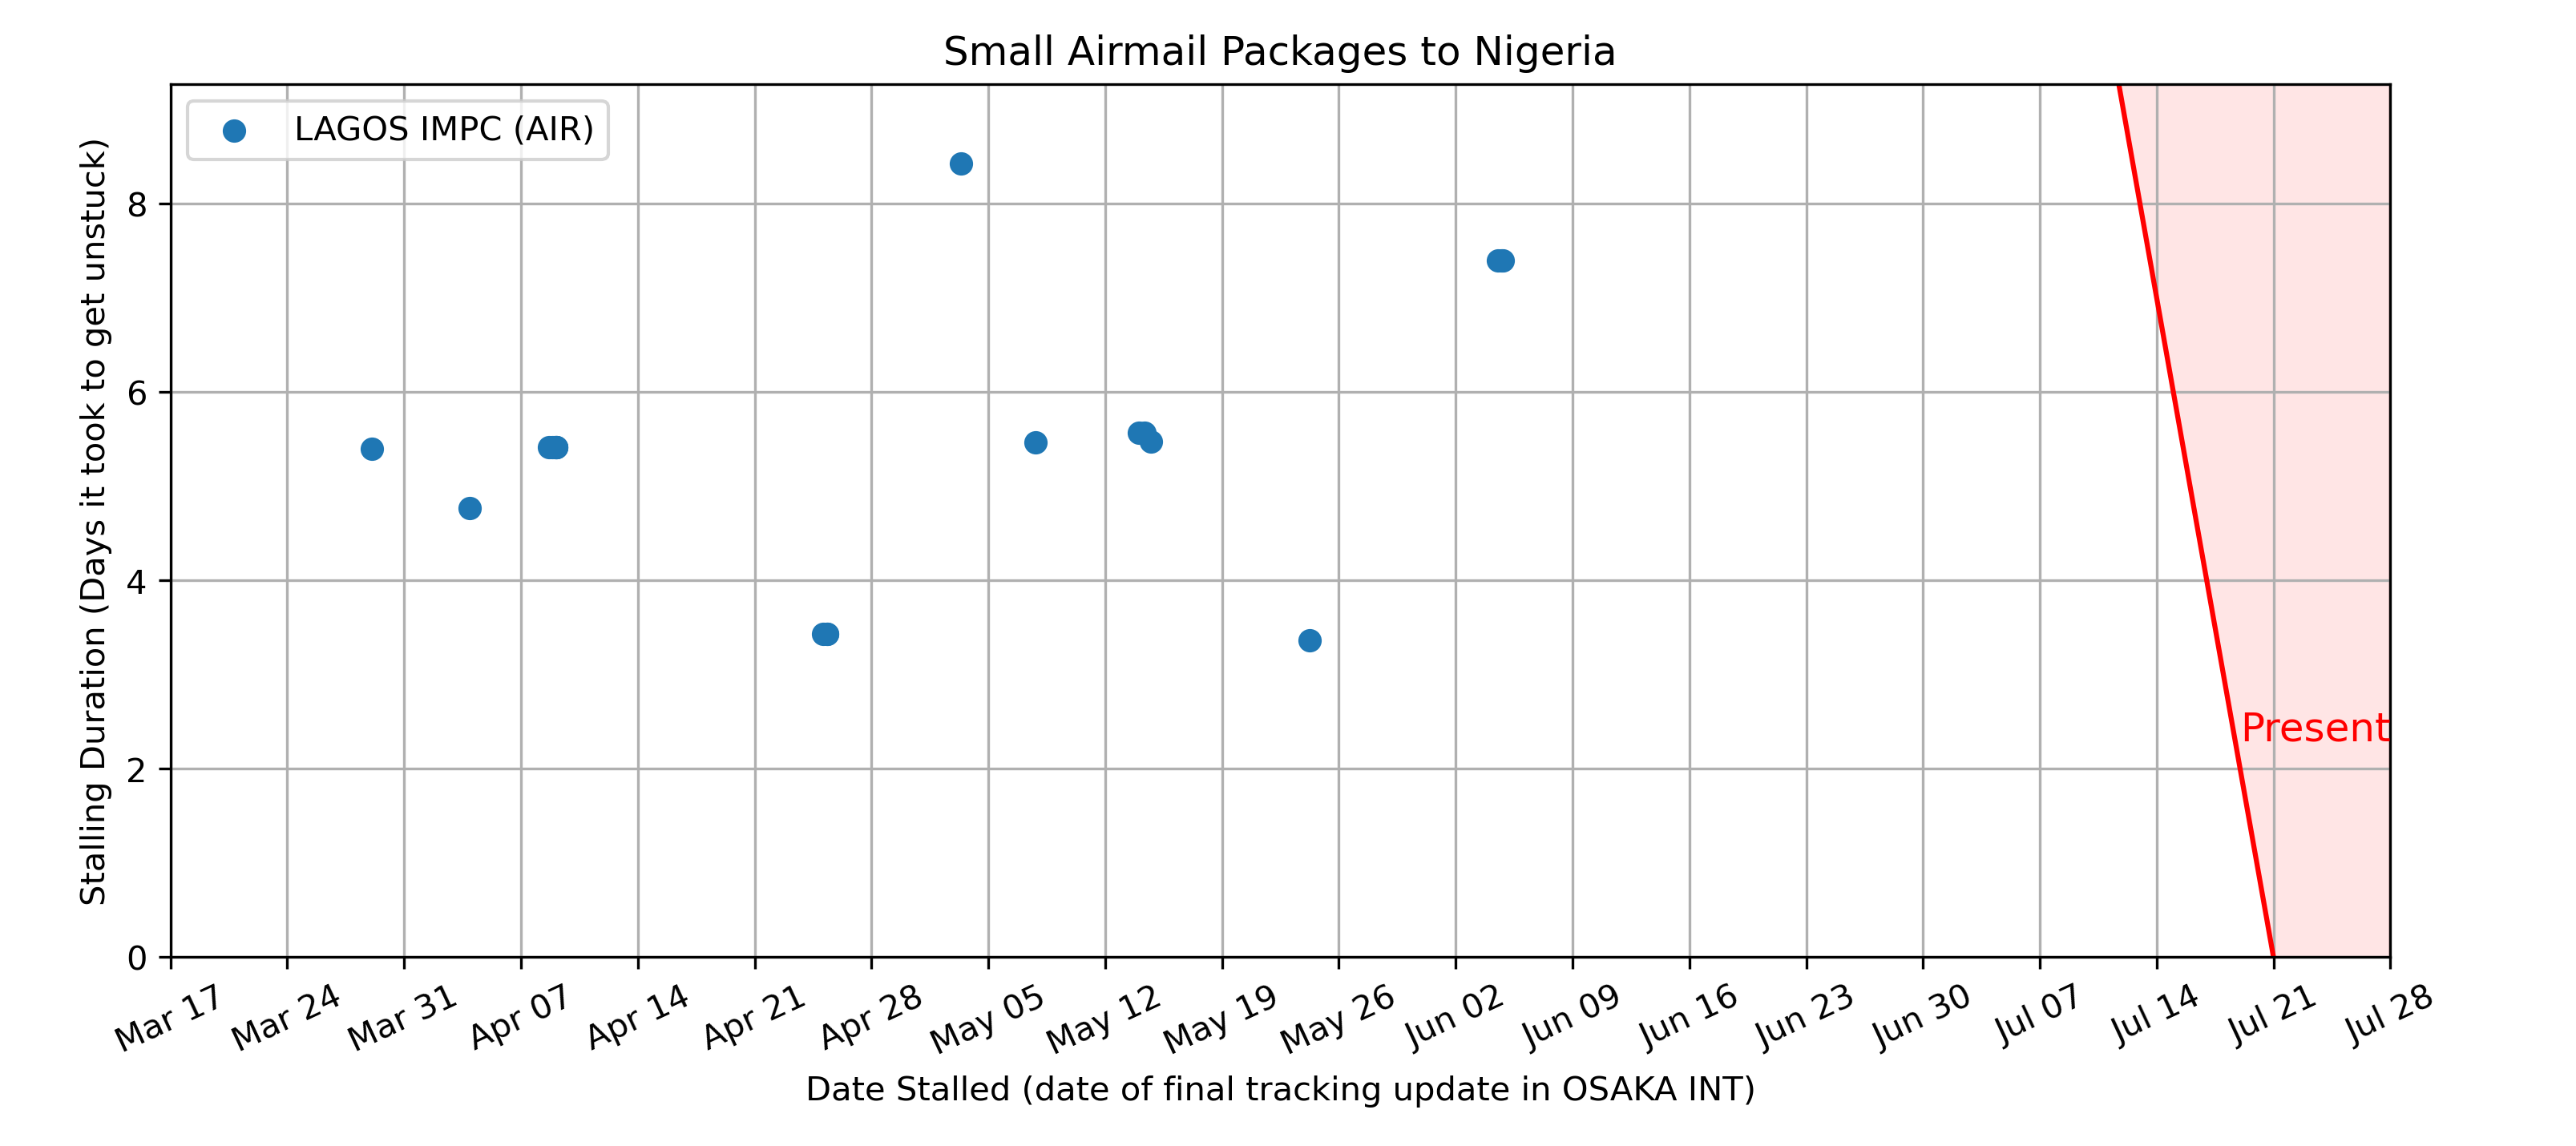 Small Airmail Packages to Nigeria
LAGOS IMPC (AIR)
Stalling Duration (Days it took to get unstuck)
8
6
4
2
0
Present
Mar 17
Mar 24
Mar 31
Apr 07
Apr 14
Apr 21
Apr 28
May 05
May 12
May 19
May 26
Jun 02
Jun 09
Jun 16
Jun 23
Jun 30
Jul 07
Jul 14
Jul 21
Jul 28
Date Stalled (date of final tracking update in OSAKA INT)